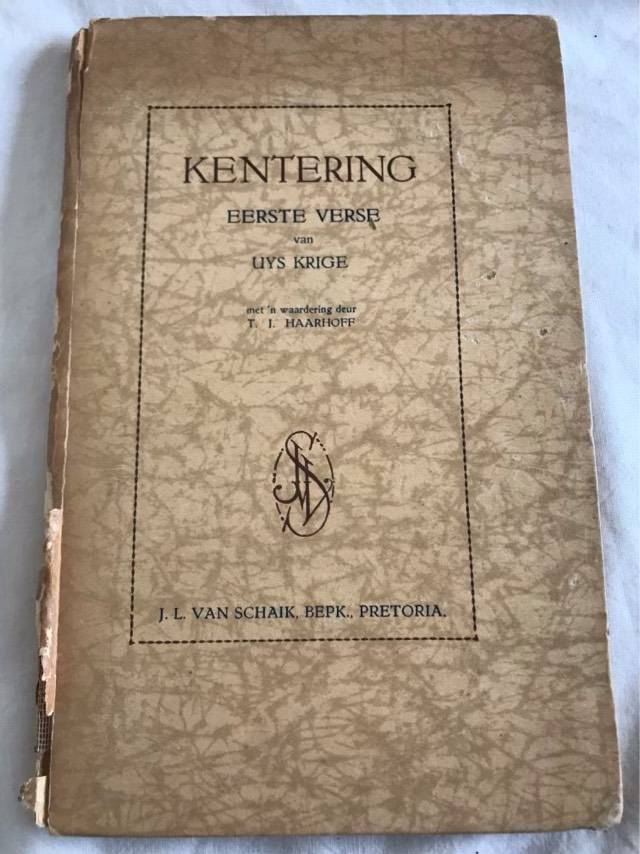 KENTERING
EERSTE VERSE
van
UYS KRIGE
met 'n waardering deur
T. J. HAARHOFF
J. L. VAN SCHAIK, BEPK., PRETORIA.